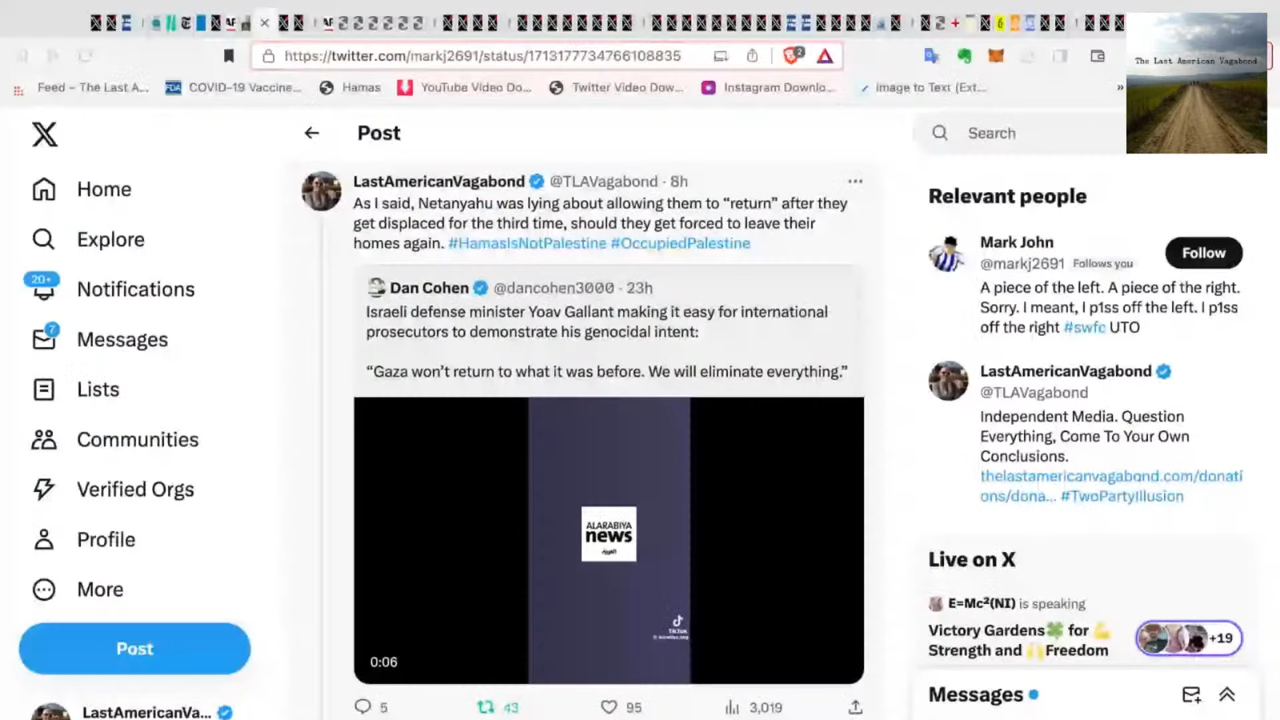 https://twitter.com/markj2691/status/1713177734766108835
2
The Last American Vagabond
Feed – The Last A...
FDA
COVID-19 Vaccine...
Hamas
YouTube Video Do...
Twitter Video Dow...
Instagram Downlo...
Image to Text (Ext...
»
Post
Search
Home
Explore
20+
Notifications
7
Messages
Lists
Communities
Verified Orgs
Profile
More
Post
LastAmericanVa...
LastAmericanVagabond @TLAVagabond · 8h
As I said, Netanyahu was lying about allowing them to “return” after they
get displaced for the third time, should they get forced to leave their
homes again. #HamasIsNotPalestine #OccupiedPalestine
Dan Cohen @dancohen3000 · 23h
Israeli defense minister Yoav Gallant making it easy for international
prosecutors to demonstrate his genocidal intent:
“Gaza won’t return to what it was before. We will eliminate everything.”
ALARABIYA
news
العربية
TikTok
0:06
5
43
95
3,019
Relevant people
Mark John
@markj2691 Follows you
Follow
A piece of the left. A piece of the right.
Sorry. I meant, I p1ss off the left. I p1ss
off the right #swfc UTO
LastAmericanVagabond
@TLAVagabond
Independent Media. Question
Everything, Come To Your Own
Conclusions.
thelastamericanvagabond.com/donati
ons/dona... #TwoPartyIllusion
Live on X
E=Mc²(NI) is speaking
Victory Gardens🍀 for 💪
Strength and 🙌Freedom
+19
Messages